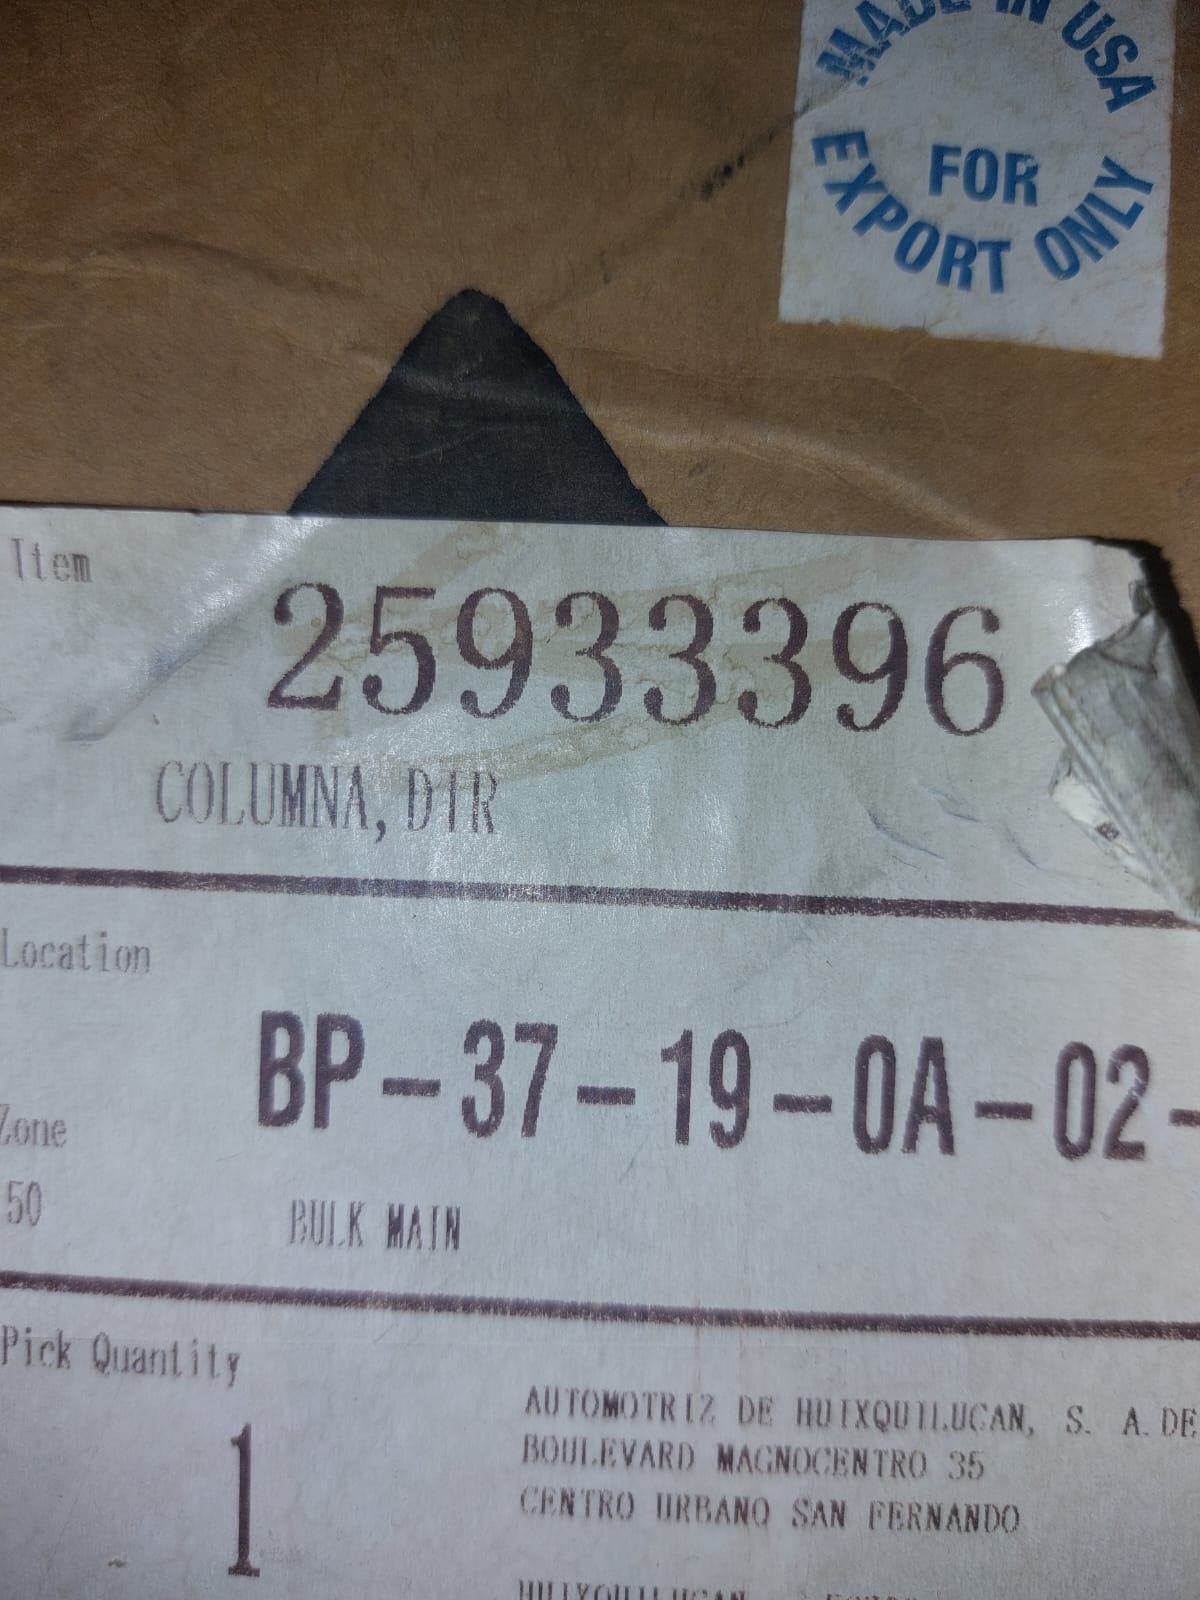 MADE IN USA
FOR
EXPORT ONLY
Item
25933396
COLUMNA, DIR
Location
BP-37-19-0A-02-
Zone
50
BULK MAIN
Pick Quantity
1
AUTOMOTRIZ DE HUIXQUILUCAN, S. A. DE
BOULEVARD MAGNOCENTRO 35
CENTRO URBANO SAN FERNANDO
HUIXQUILUCAN